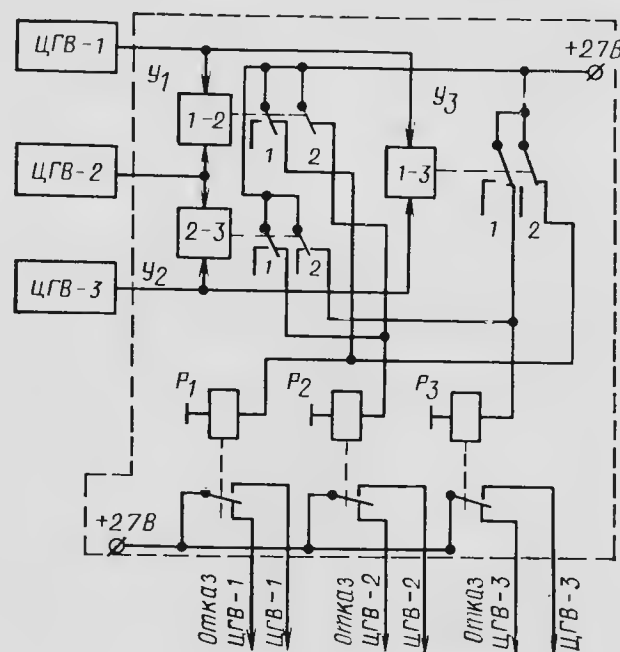 ЦГВ-1
+27В
У1
У3
1-2
1
2
ЦГВ-2
1-3
2-3
1
2
1
2
ЦГВ-3
У2
Р1
Р2
Р3
+27В
Отказ
ЦГВ-1
ЦГВ-1
Отказ
ЦГВ-2
ЦГВ-2
Отказ
ЦГВ-3
ЦГВ-3